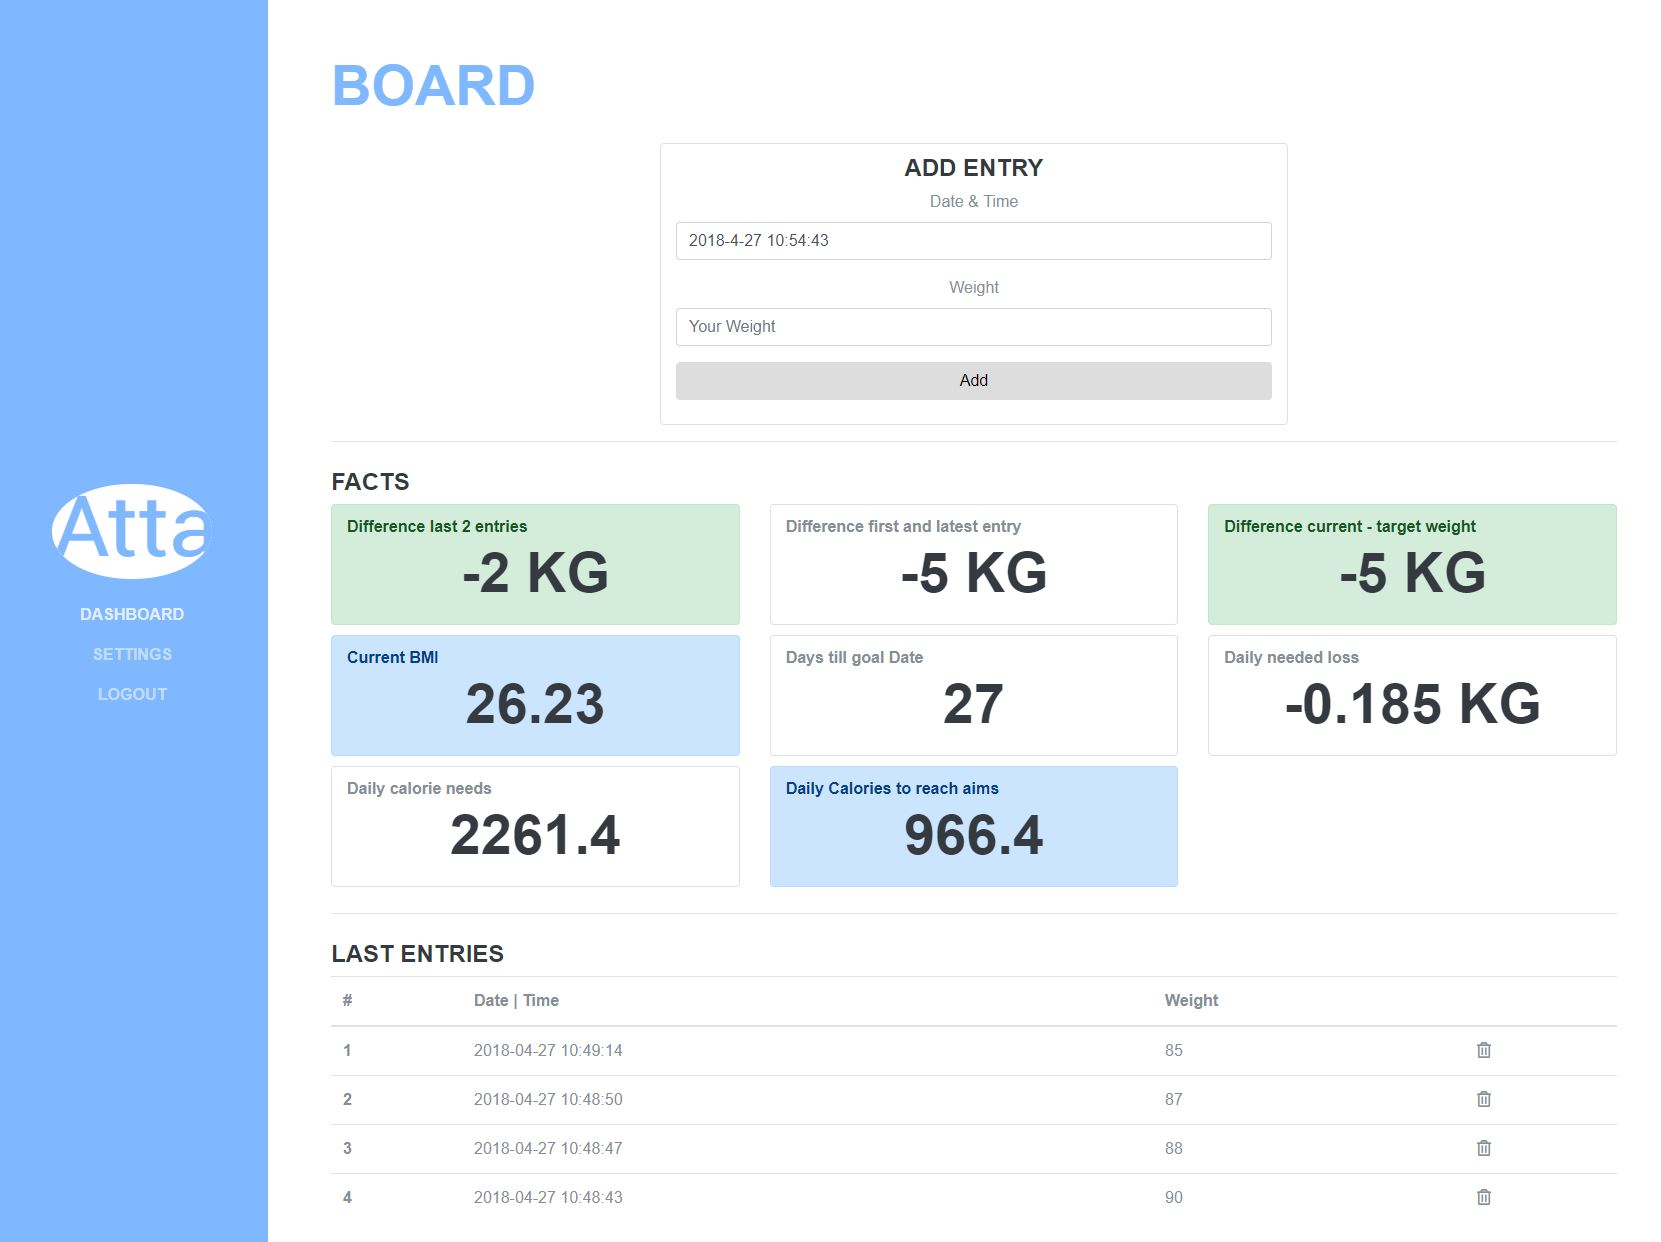 BOARD
ADD ENTRY
Date & Time
2018-4-27 10:54:43
Weight
Your Weight
Add
Atta
DASHBOARD
SETTINGS
LOGOUT
FACTS
Difference last 2 entries
-2 KG
Difference first and latest entry
-5 KG
Difference current - target weight
-5 KG
Current BMI
26.23
Days till goal Date
27
Daily needed loss
-0.185 KG
Daily calorie needs
2261.4
Daily Calories to reach aims
966.4
LAST ENTRIES
# Date | Time Weight
1 2018-04-27 10:49:14 85
2 2018-04-27 10:48:50 87
3 2018-04-27 10:48:47 88
4 2018-04-27 10:48:43 90